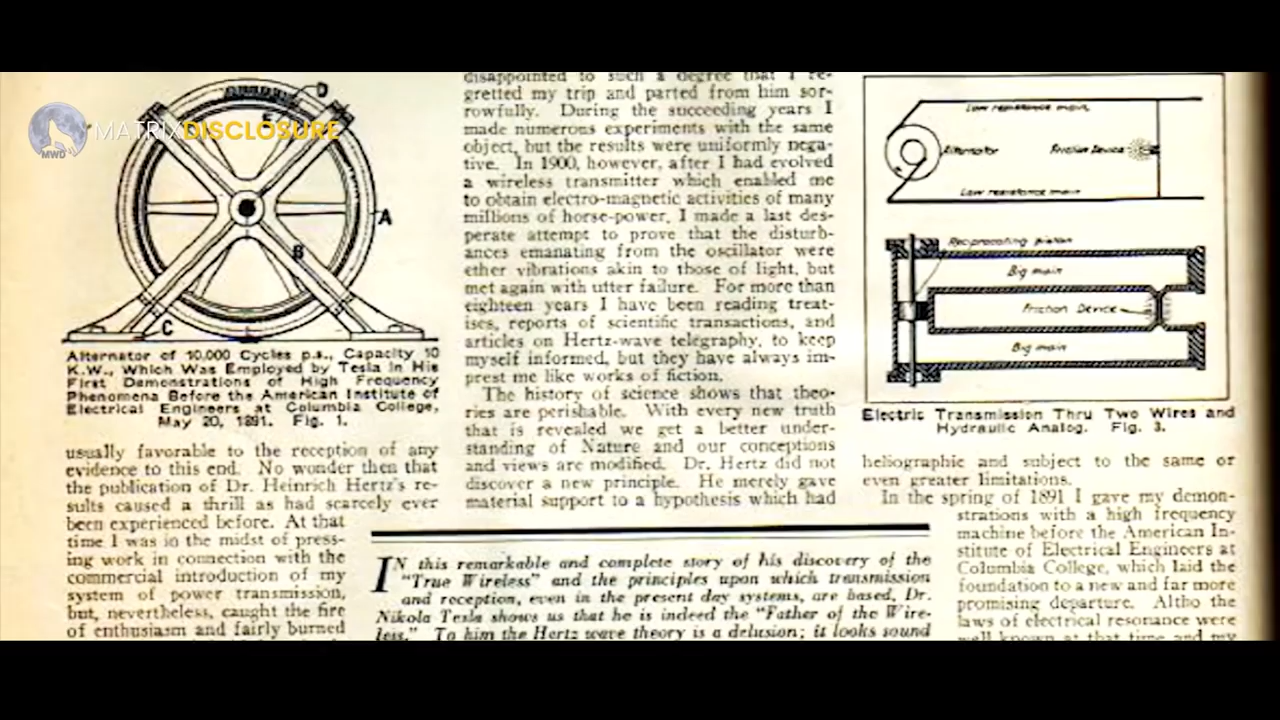 MATRIXDISCLOSURE
MWD
D
E
A
B
C
Alternator of 10,000 Cycles p.s., Capacity 10
K.W., Which Was Employed by Tesla in His
First Demonstrations of High Frequency
Phenomena Before the American Institute of
Electrical Engineers at Columbia College,
May 20, 1891. Fig. 1.
usually favorable to the reception of any
evidence to this end. No wonder then that
the publication of Dr. Heinrich Hertz's re-
sults caused a thrill as had scarcely ever
been experienced before. At that
time I was in the midst of press-
ing work in connection with the
commercial introduction of my
system of power transmission,
but, nevertheless, caught the fire
of enthusiasm and fairly burned
disappointed to such a degree that I re-
gretted my trip and parted from him sor-
rowfully. During the succeeding years I
made numerous experiments with the same
object, but the results were uniformly nega-
tive. In 1900, however, after I had evolved
a wireless transmitter which enabled me
to obtain electro-magnetic activities of many
millions of horse-power, I made a last des-
perate attempt to prove that the disturb-
ances emanating from the oscillator were
ether vibrations akin to those of light, but
met again with utter failure. For more than
eighteen years I have been reading treat-
ises, reports of scientific transactions, and
articles on Hertz-wave telegraphy, to keep
myself informed, but they have always im-
prest me like works of fiction.
The history of science shows that theo-
ries are perishable. With every new truth
that is revealed we get a better under-
standing of Nature and our conceptions
and views are modified. Dr. Hertz did not
discover a new principle. He merely gave
material support to a hypothesis which had
IN this remarkable and complete story of his discovery of the
"True Wireless" and the principles upon which transmission
and reception, even in the present day systems, are based, Dr.
Nikola Tesla shows us that he is indeed the "Father of the Wire-
less." To him the Hertz wave theory is a delusion; it looks sound
Low resistance main,
Alternator
Friction Device
Low resistance main
Reciprocating piston
Big main
Friction Device
Big main
Electric Transmission Thru Two Wires and
Hydraulic Analog. Fig. 3.
heliographic and subject to the same or
even greater limitations.
In the spring of 1891 I gave my demon-
strations with a high frequency
machine before the American In-
stitute of Electrical Engineers at
Columbia College, which laid the
foundation to a new and far more
promising departure. Altho the
laws of electrical resonance were
well known at that time and my